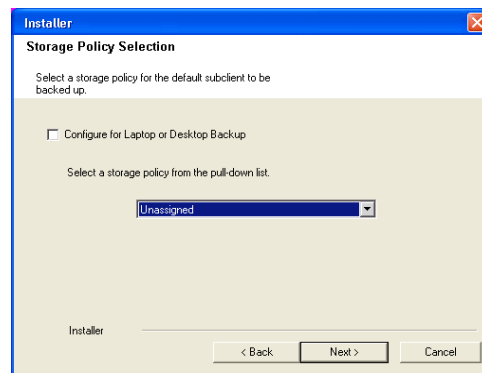 Installer
Storage Policy Selection
Select a storage policy for the default subclient to be
backed up.
Configure for Laptop or Desktop Backup
Select a storage policy from the pull-down list.
Unassigned
Installer
< Back Next > Cancel